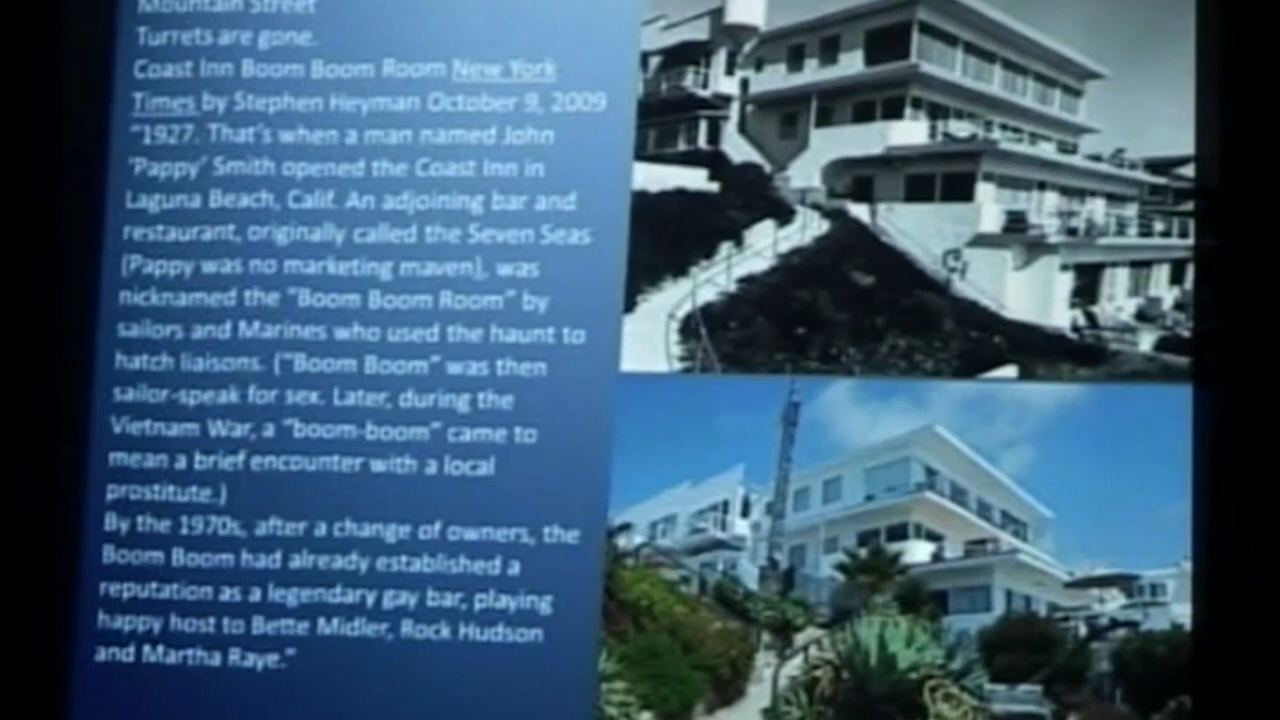 Mountain Street
Turrets are gone.
Coast Inn Boom Boom Room New York
Times by Stephen Heyman October 9, 2009
"1927. That's when a man named John
'Pappy' Smith opened the Coast Inn in
Laguna Beach, Calif. An adjoining bar and
restaurant, originally called the Seven Seas
(Pappy was no marketing maven), was
nicknamed the "Boom Boom Room" by
sailors and Marines who used the haunt to
hatch liaisons. ("Boom Boom" was then
sailor-speak for sex. Later, during the
Vietnam War, a "boom-boom" came to
mean a brief encounter with a local
prostitute.)
By the 1970s, after a change of owners, the
Boom Boom had already established a
reputation as a legendary gay bar, playing
happy host to Bette Midler, Rock Hudson
and Martha Raye."